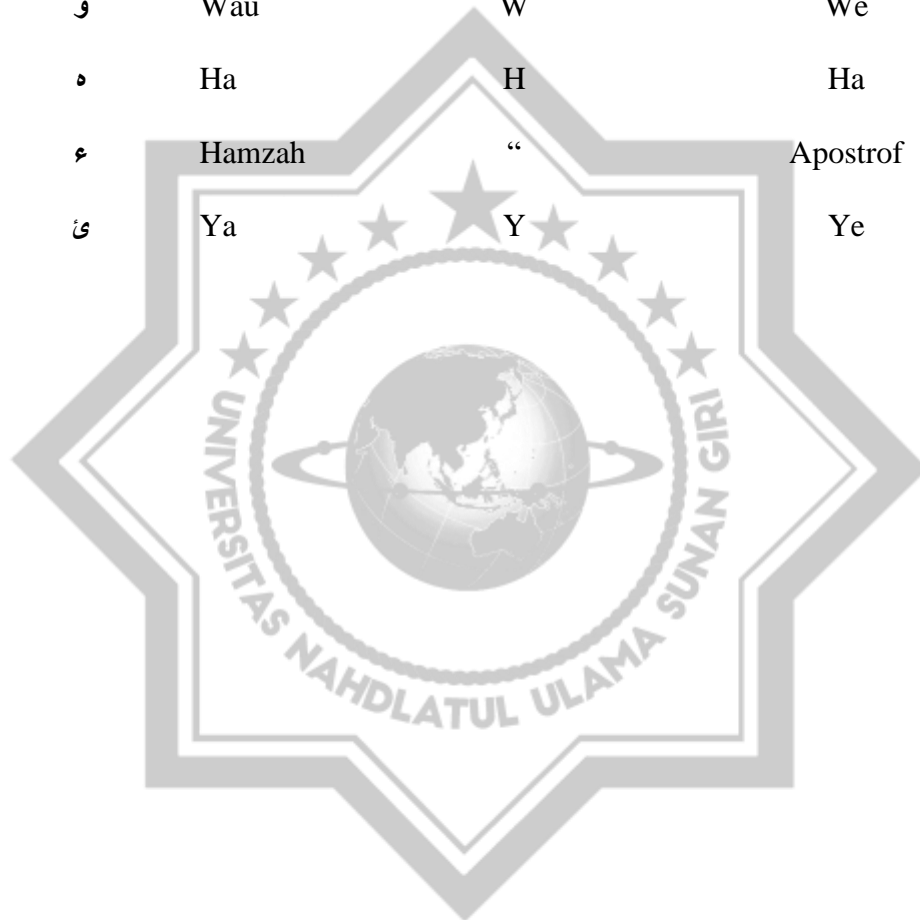 و Wau W We
ه Ha H Ha
ء Hamzah “ Apostrof
ئ Ya Y Ye
UNIVERSITAS NAHDLATUL ULAMA SUNAN GIRI